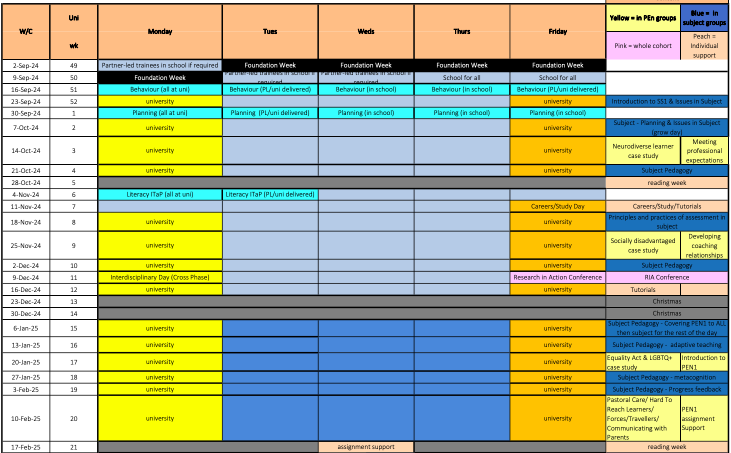 W/C Uni wk Monday Tues Weds Thurs Friday Yellow = in PEn groups Blue = in subject groups
Pink = whole cohort Peach = Individual support
2-Sep-24 49 Partner-led trainees in school if required Foundation Week Foundation Week Foundation Week Foundation Week
9-Sep-24 50 Foundation Week Partner-led trainees in school if required Partner-led trainees in school if required School for all School for all
16-Sep-24 51 Behaviour (all at uni) Behaviour (PL/uni delivered) Behaviour (in school) Behaviour (in school) Behaviour (PL/uni delivered)
23-Sep-24 52 university university Introduction to SS1 & Issues in Subject
30-Sep-24 1 Planning (all at uni) Planning (PL/uni delivered) Planning (in school) Planning (in school) Planning (in school)
7-Oct-24 2 university university Subject - Planning & Issues in Subject (grow day)
14-Oct-24 3 university university Neurodiverse learner case study Meeting professional expectations
21-Oct-24 4 university university Subject Pedagogy
28-Oct-24 5 reading week
4-Nov-24 6 Literacy ITaP (all at uni) Literacy ITaP (PL/uni delivered)
11-Nov-24 7 Careers/Study Day Careers/Study/Tutorials
18-Nov-24 8 university university Principles and practices of assessment in subject
25-Nov-24 9 university university Socially disadvantaged case study Developing coaching relationships
2-Dec-24 10 university university Subject Pedagogy
9-Dec-24 11 Interdisciplinary Day (Cross Phase) Research in Action Conference RIA Conference
16-Dec-24 12 university university Tutorials
23-Dec-24 13 Christmas
30-Dec-24 14 Christmas
6-Jan-25 15 university university Subject Pedagogy - Covering PEN1 to ALL then subject for the rest of the day
13-Jan-25 16 university university Subject Pedagogy - adaptive teaching
20-Jan-25 17 university university Equality Act & LGBTQ+ case study Introduction to PEN1
27-Jan-25 18 university university Subject Pedagogy - metacognition
3-Feb-25 19 university university Subject Pedagogy - Progress feedback
10-Feb-25 20 university university Pastoral Care/ Hard To Reach Learners/ Forces/Travellers/ Communicating with Parents PEN1 assignment Support
17-Feb-25 21 assignment support reading week